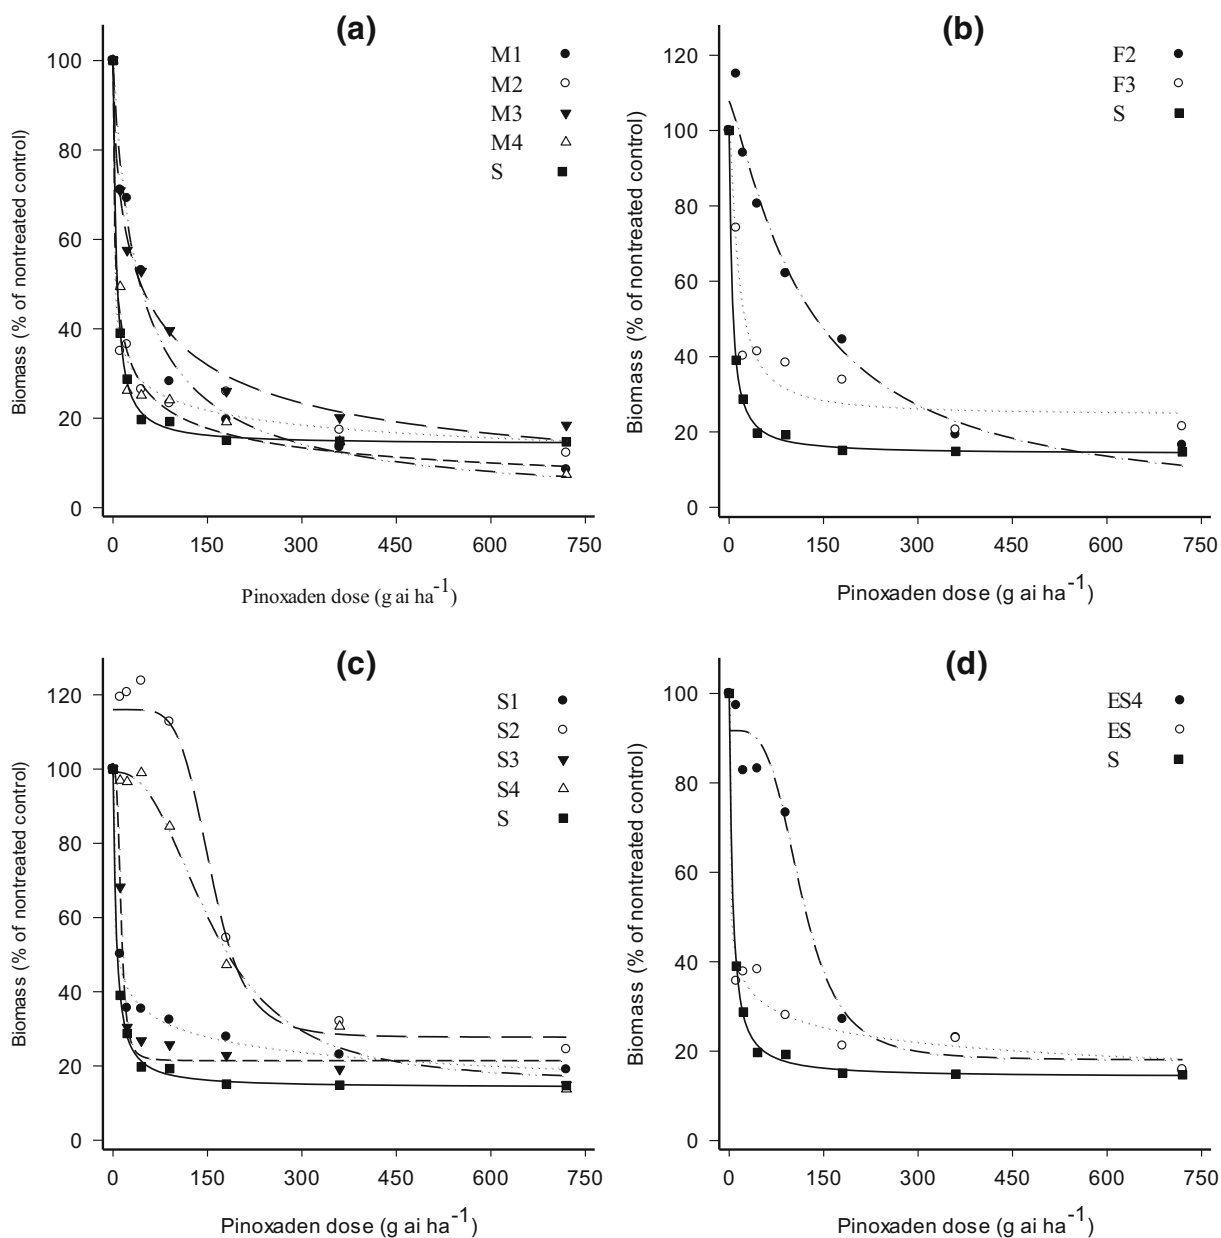 (a)
100
80
60
40
20
0
Biomass (% of nontreated control)
M1
M2
M3
M4
S
0 150 300 450 600 750
Pinoxaden dose (g ai ha-1)
(b)
120
100
80
60
40
20
0
Biomass (% of nontreated control)
F2
F3
S
0 150 300 450 600 750
Pinoxaden dose (g ai ha-1)
(c)
120
100
80
60
40
20
0
Biomass (% of nontreated control)
S1
S2
S3
S4
S
0 150 300 450 600 750
Pinoxaden dose (g ai ha-1)
(d)
100
80
60
40
20
0
Biomass (% of nontreated control)
ES4
ES
S
0 150 300 450 600 750
Pinoxaden dose (g ai ha-1)